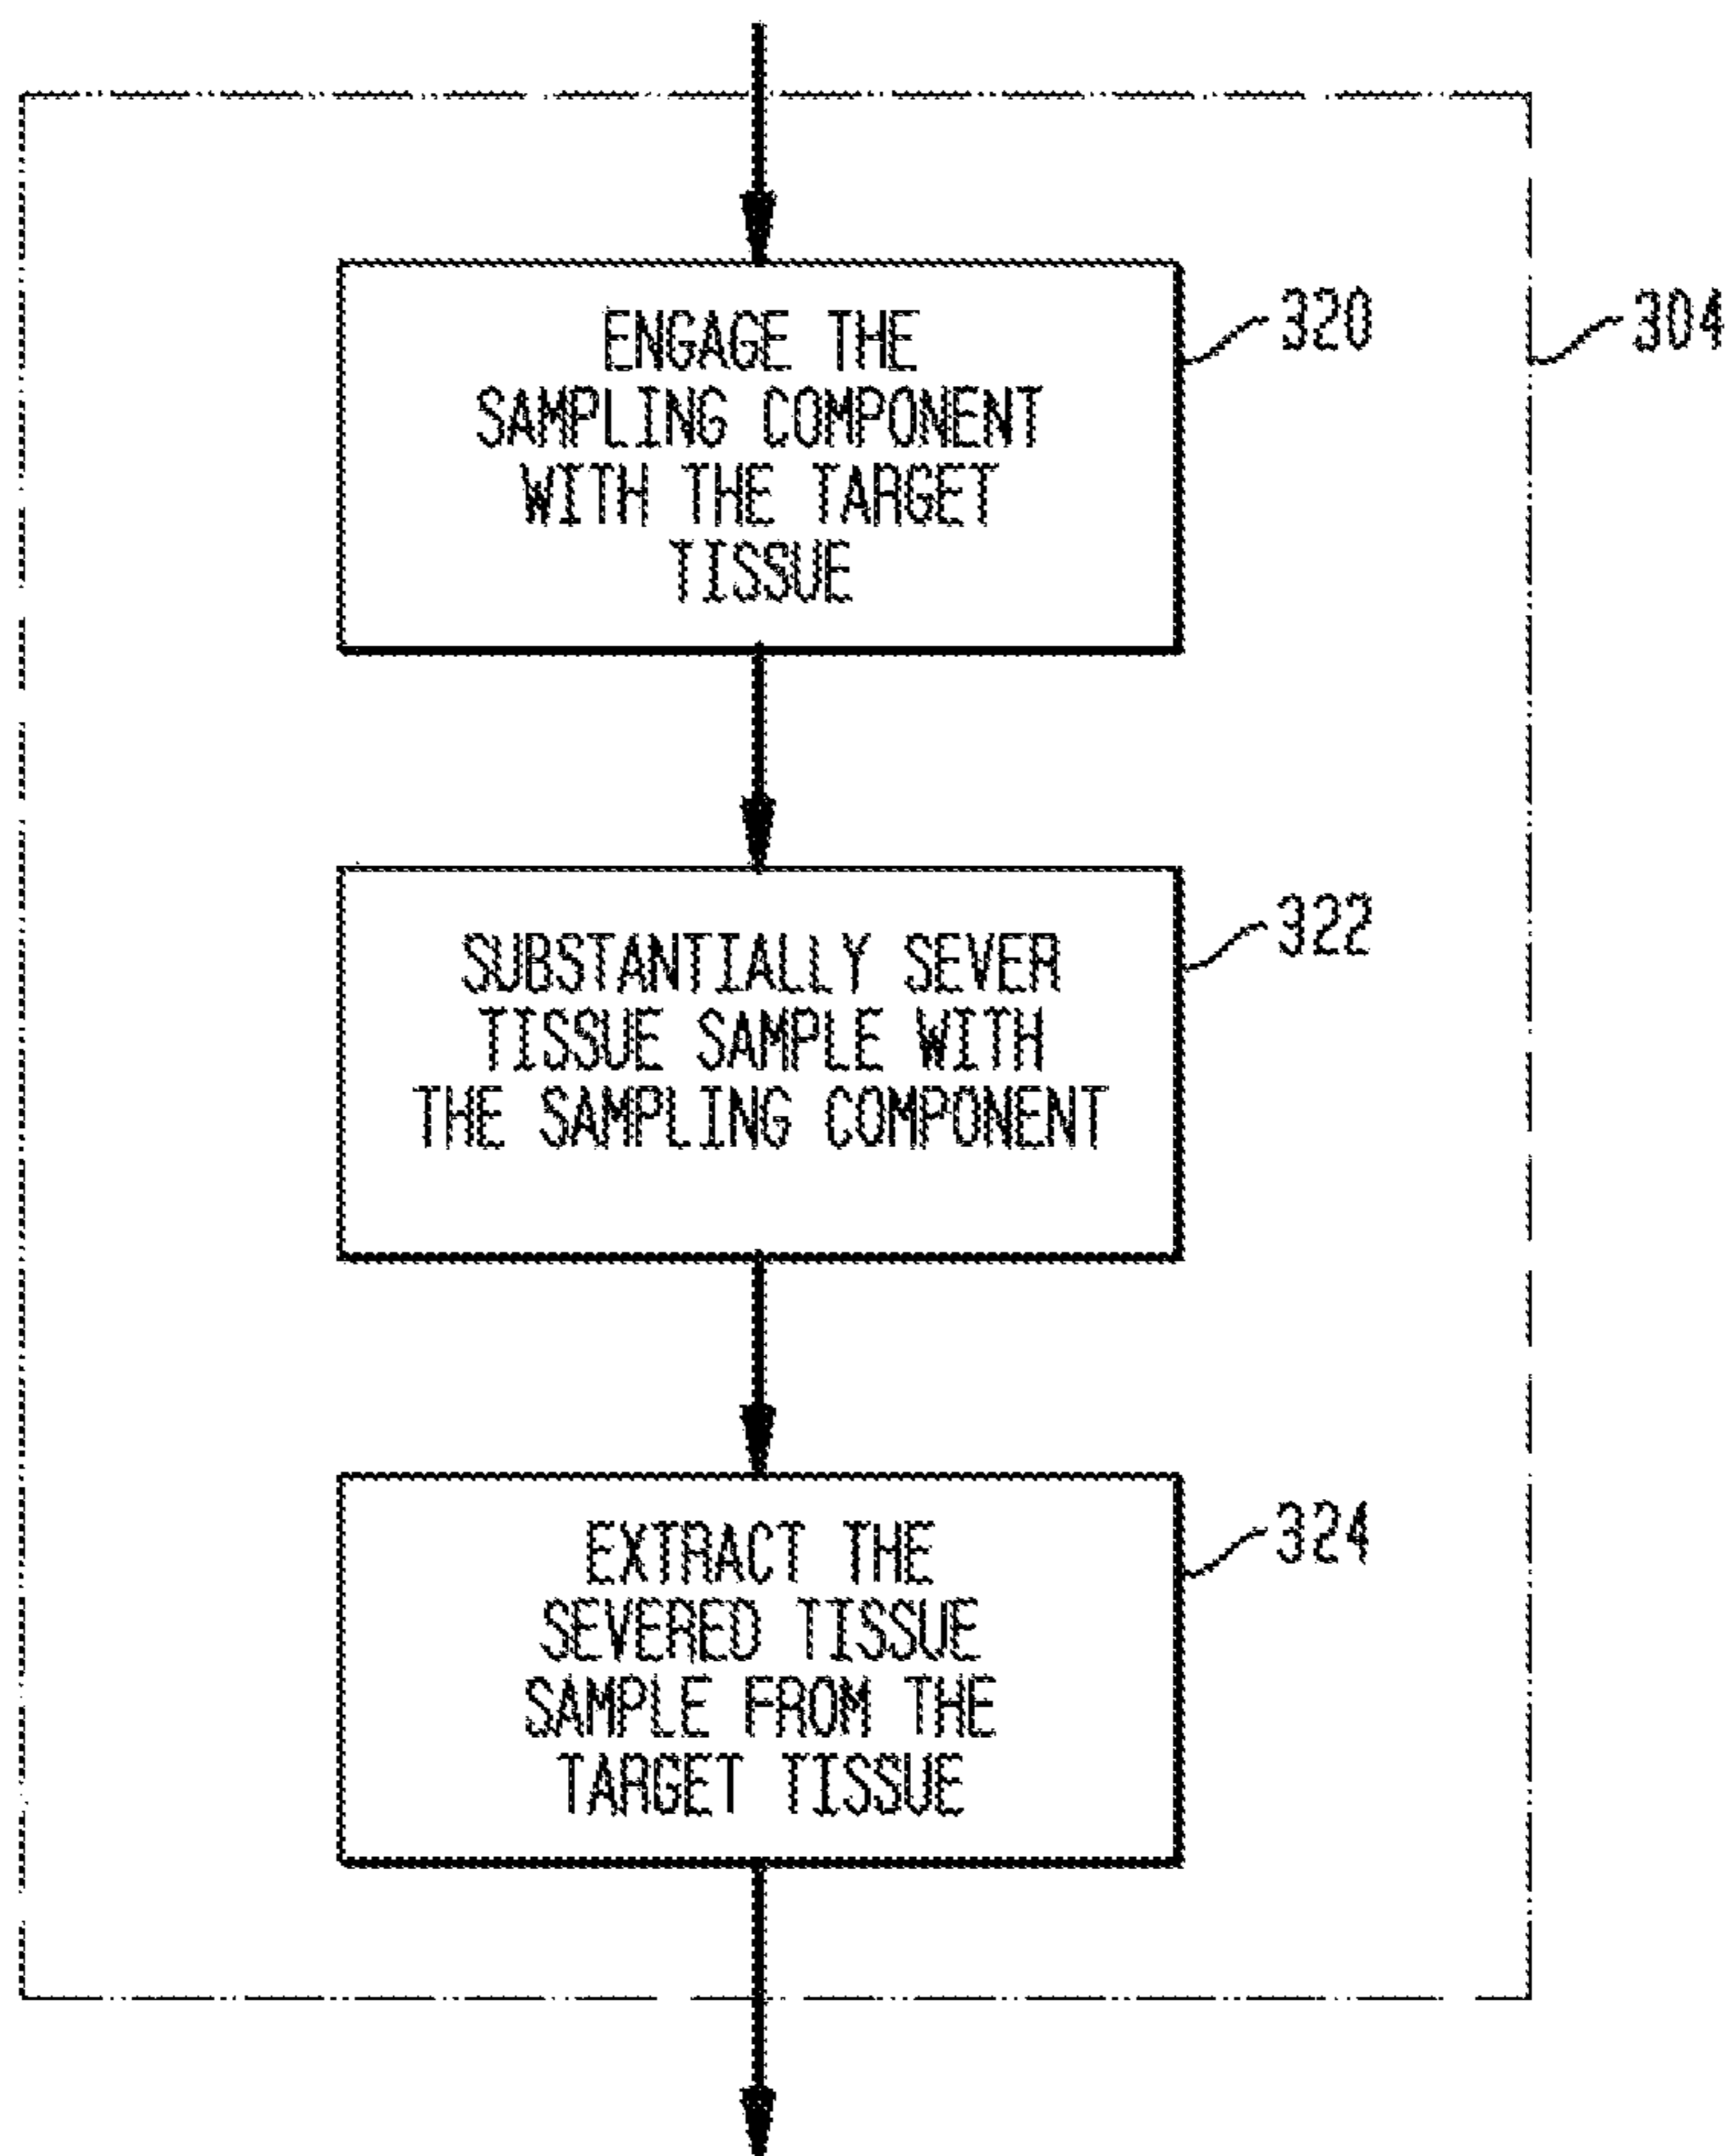 ENGAGE THE
SAMPLING COMPONENT
WITH THE TARGET
TISSUE
320
304
SUBSTANTIALLY SEVER
TISSUE SAMPLE WITH
THE SAMPLING COMPONENT
322
EXTRACT THE
SEVERED TISSUE
SAMPLE FROM THE
TARGET TISSUE
324